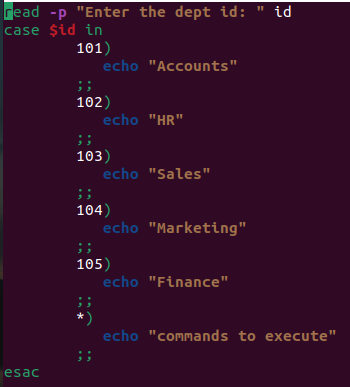 read -p "Enter the dept id: " id
case $id in
        101)
           echo "Accounts"
        ;;
        102)
           echo "HR"
        ;;
        103)
           echo "Sales"
        ;;
        104)
           echo "Marketing"
        ;;
        105)
           echo "Finance"
        ;;
        *)
           echo "commands to execute"
        ;;
esac